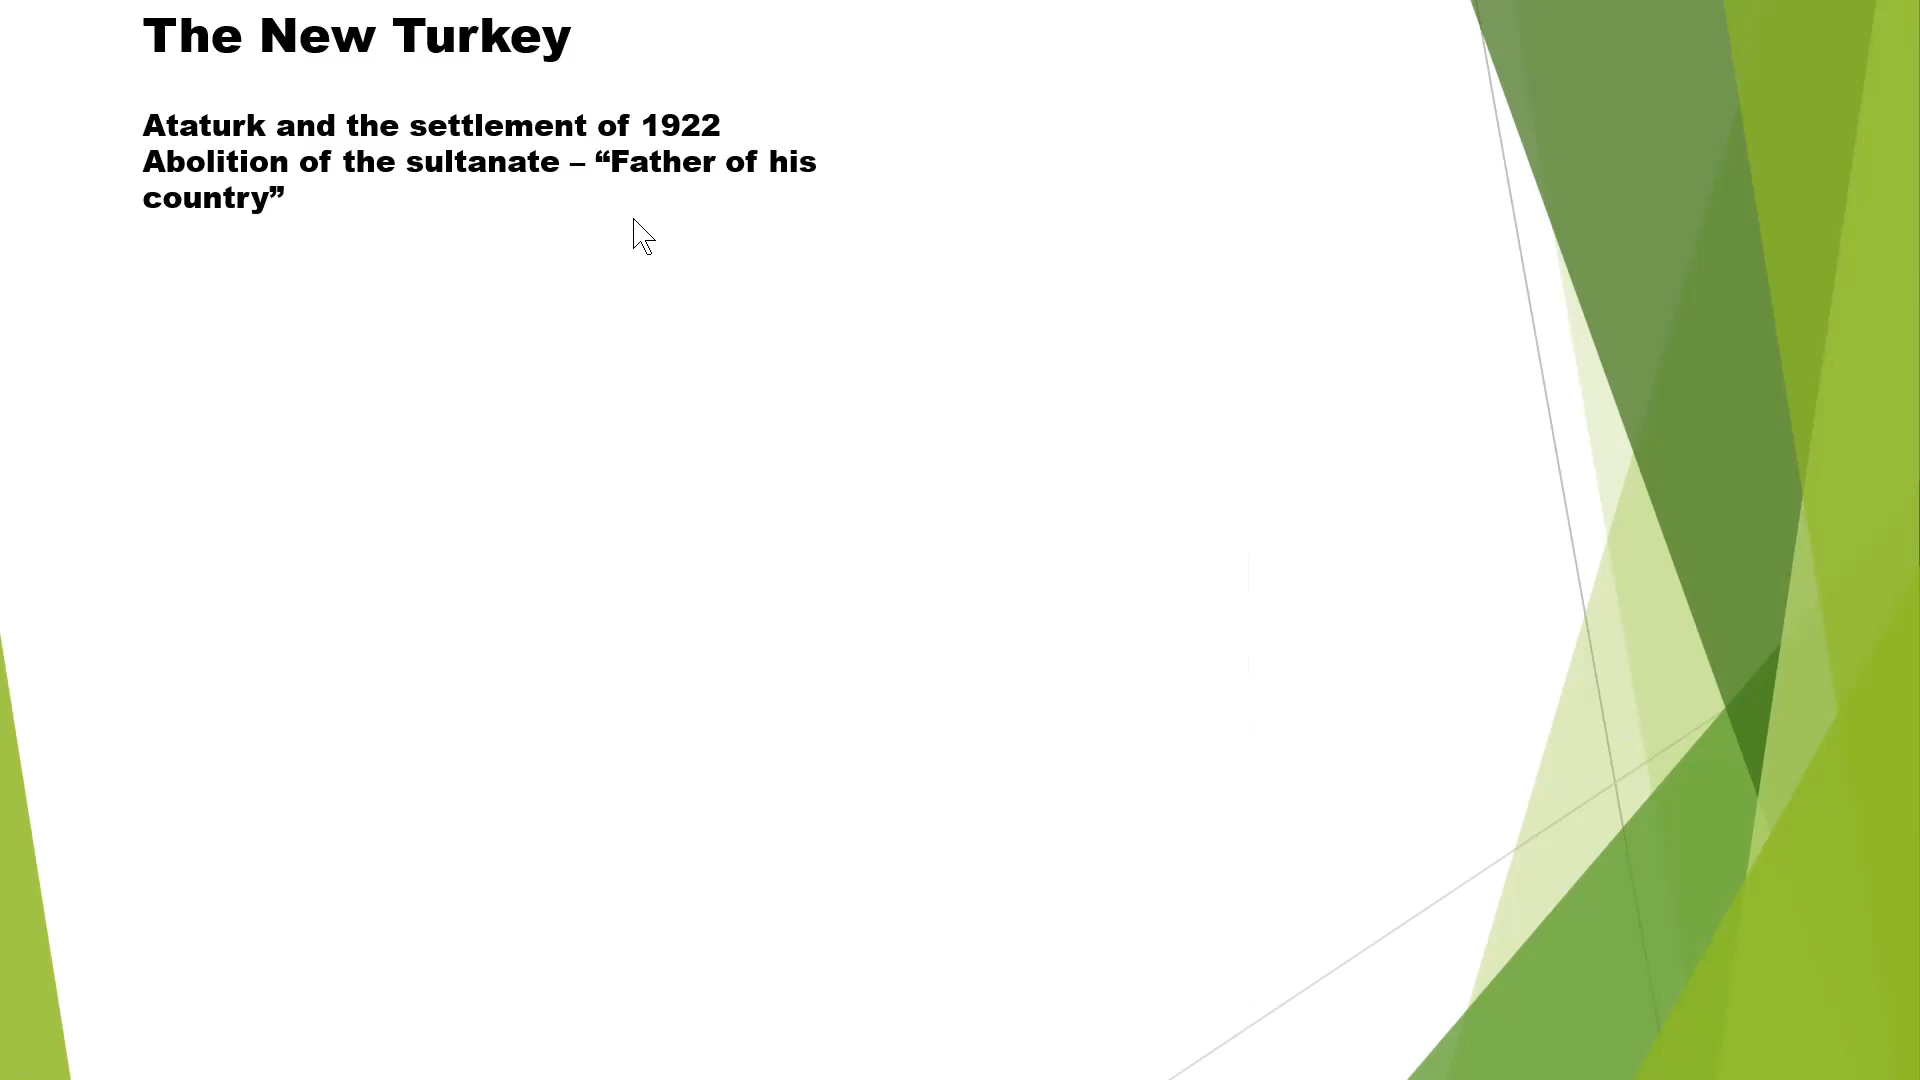 The New Turkey
Ataturk and the settlement of 1922
Abolition of the sultanate – “Father of his
country”